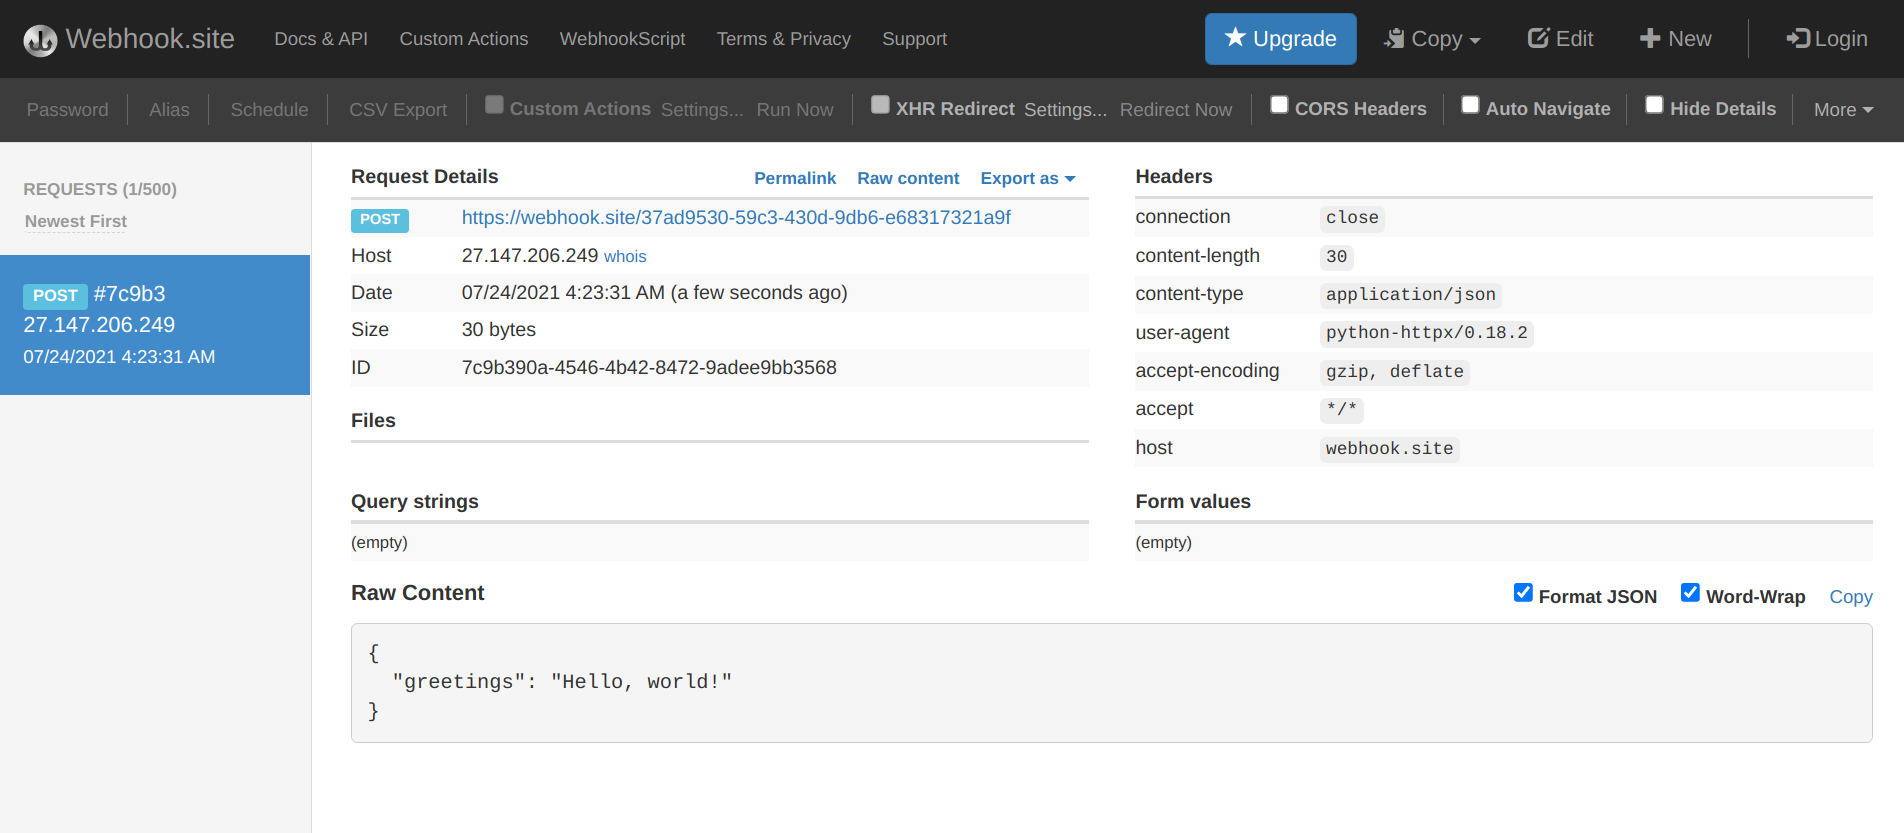 Webhook.site Docs & API Custom Actions WebhookScript Terms & Privacy Support Upgrade Copy Edit New Login
Password Alias Schedule CSV Export Custom Actions Settings... Run Now XHR Redirect Settings... Redirect Now CORS Headers Auto Navigate Hide Details More
REQUESTS (1/500)
Newest First
POST #7c9b3
27.147.206.249
07/24/2021 4:23:31 AM
Request Details Permalink Raw content Export as
POST https://webhook.site/37ad9530-59c3-430d-9db6-e68317321a9f
Host 27.147.206.249 whois
Date 07/24/2021 4:23:31 AM (a few seconds ago)
Size 30 bytes
ID 7c9b390a-4546-4b42-8472-9adee9bb3568
Files
Headers
connection close
content-length 30
content-type application/json
user-agent python-httpx/0.18.2
accept-encoding gzip, deflate
accept */*
host webhook.site
Query strings
(empty)
Form values
(empty)
Raw Content Format JSON Word-Wrap Copy
{
"greetings": "Hello, world!"
}